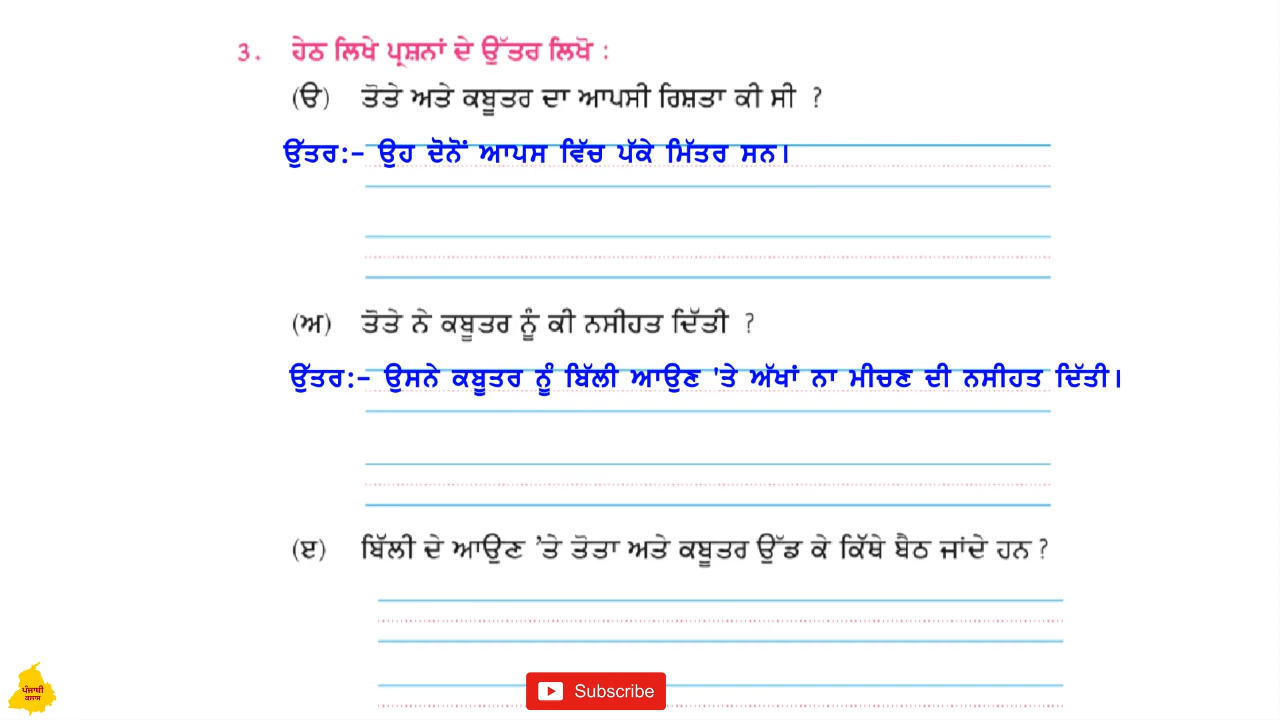 3. ਹੇਠ ਲਿਖੇ ਪ੍ਰਸ਼ਨਾਂ ਦੇ ਉੱਤਰ ਲਿਖੋ :
(ੳ) ਤੋਤੇ ਅਤੇ ਕਬੂਤਰ ਦਾ ਆਪਸੀ ਰਿਸ਼ਤਾ ਕੀ ਸੀ ?
ਉੱਤਰ:- ਉਹ ਦੋਨੋਂ ਆਪਸ ਵਿੱਚ ਪੱਕੇ ਮਿੱਤਰ ਸਨ।
(ਅ) ਤੋਤੇ ਨੇ ਕਬੂਤਰ ਨੂੰ ਕੀ ਨਸੀਹਤ ਦਿੱਤੀ ?
ਉੱਤਰ:- ਉਸਨੇ ਕਬੂਤਰ ਨੂੰ ਬਿੱਲੀ ਆਉਣ 'ਤੇ ਅੱਖਾਂ ਨਾ ਮੀਚਣ ਦੀ ਨਸੀਹਤ ਦਿੱਤੀ।
(ੲ) ਬਿੱਲੀ ਦੇ ਆਉਣ ’ਤੇ ਤੋਤਾ ਅਤੇ ਕਬੂਤਰ ਉੱਡ ਕੇ ਕਿੱਥੇ ਬੈਠ ਜਾਂਦੇ ਹਨ ?
ਪੰਜਾਬੀ
ਕਲਾਸ
Subscribe